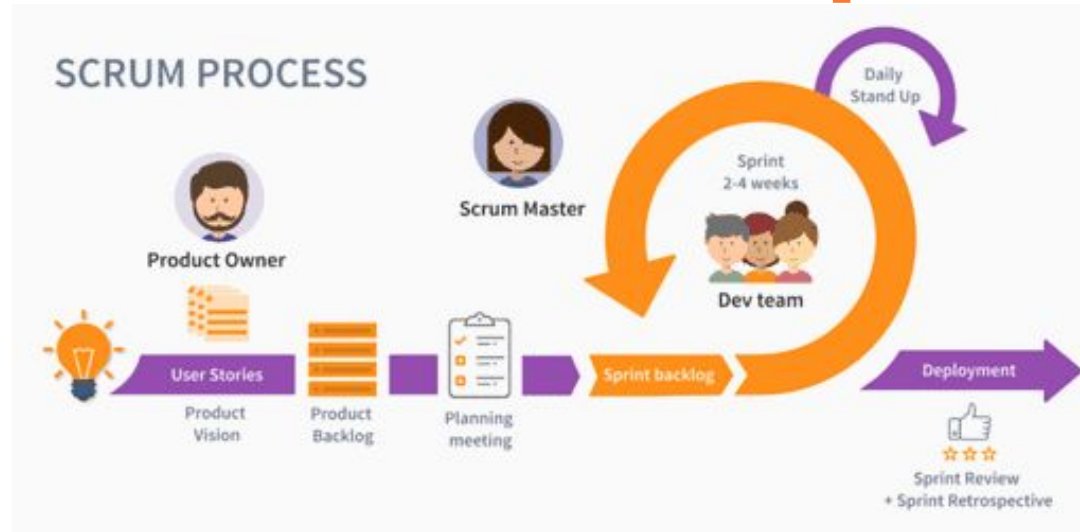 SCRUM PROCESS
Daily
Stand Up
Sprint
2-4 weeks
Scrum Master
Product Owner
Dev team
User Stories
Sprint backlog
Deployment
Product
Vision
Product
Backlog
Planning
meeting
Sprint Review
+ Sprint Retrospective